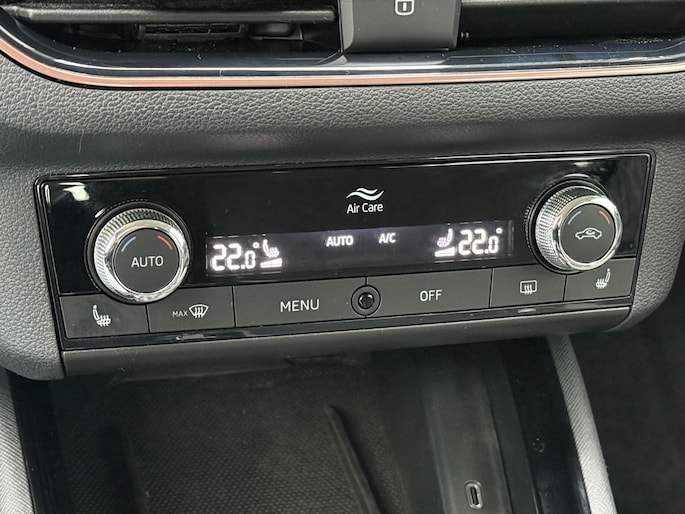 Air Care
AUTO
22.0°
AUTO
A/C
22.0°
MAX
MENU
OFF